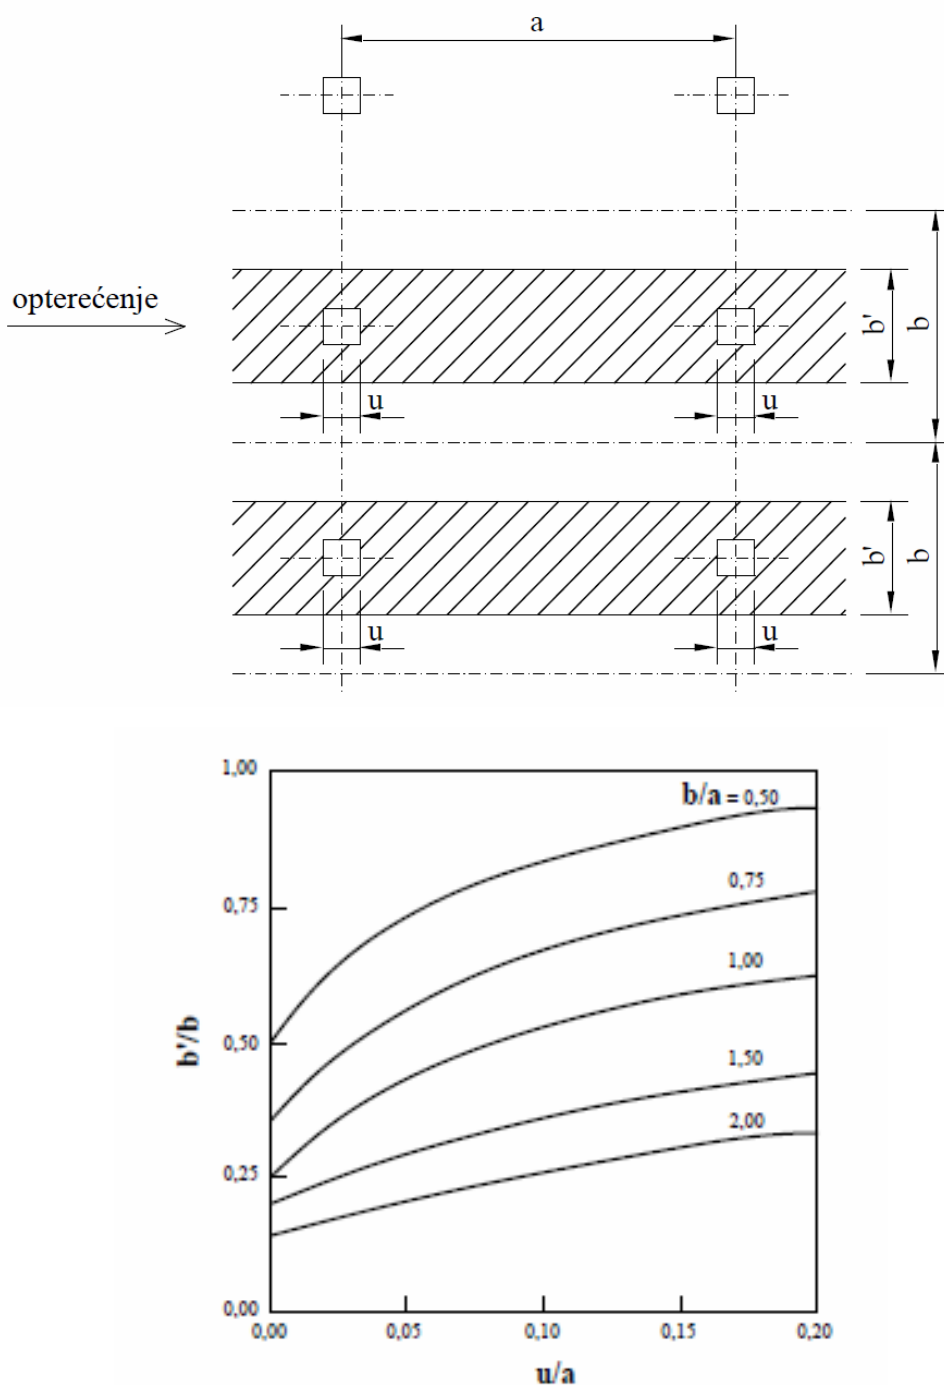 a
opterećenje
b'
b
u
u
b'
b
u
u
1,00
b/a = 0,50
0,75
0,75
1,00
b'/b
0,50
1,50
2,00
0,25
0,00
0,00
0,05
0,10
0,15
0,20
u/a